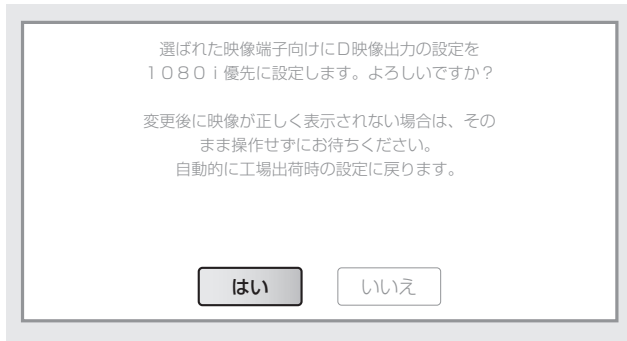 選ばれた映像端子向けにＤ映像出力の設定を
１０８０ｉ優先に設定します。よろしいですか？
変更後に映像が正しく表示されない場合は、その
まま操作せずにお待ちください。
自動的に工場出荷時の設定に戻ります。
はい
いいえ